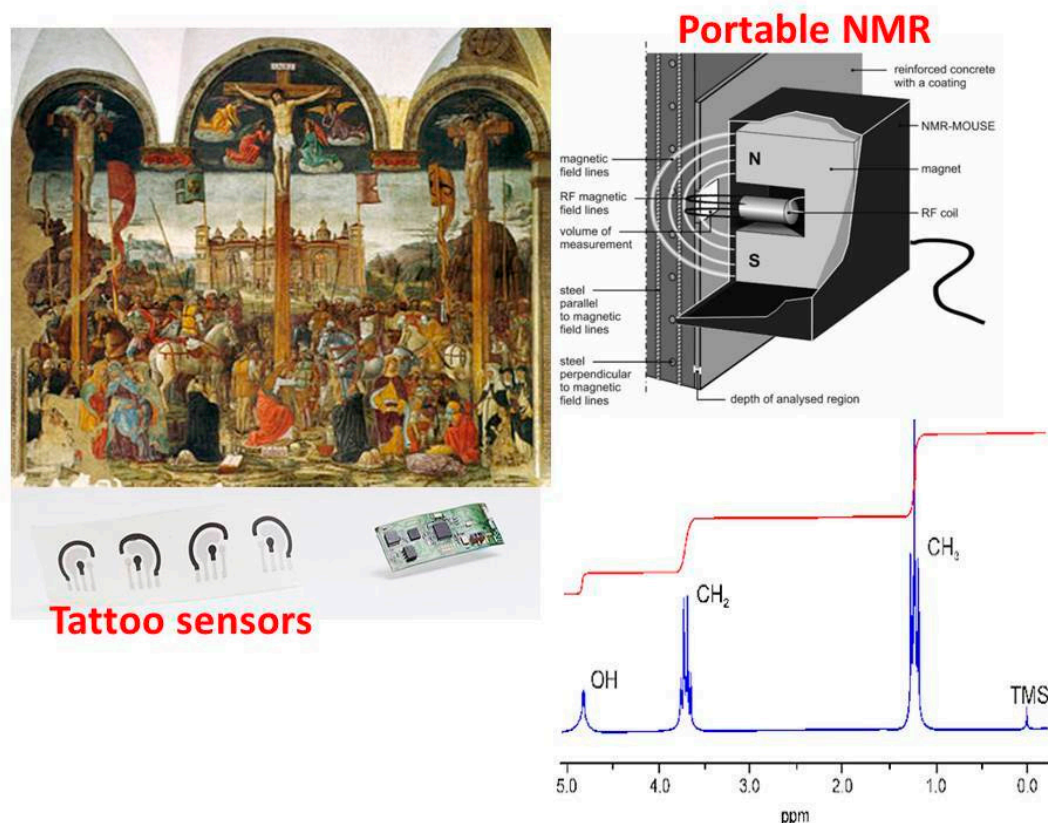 Portable NMR
reinforced concrete
with a coating
NMR-MOUSE
magnet
RF coil
magnetic
field lines
RF magnetic
field lines
volume of
measurement
steel
parallel
to magnetic
field lines
steel
perpendicular
to magnetic
field lines
N
S
depth of analysed region
Tattoo sensors
OH
CH2
CH3
TMS
5.0 4.0 3.0 2.0 1.0 0.0
ppm